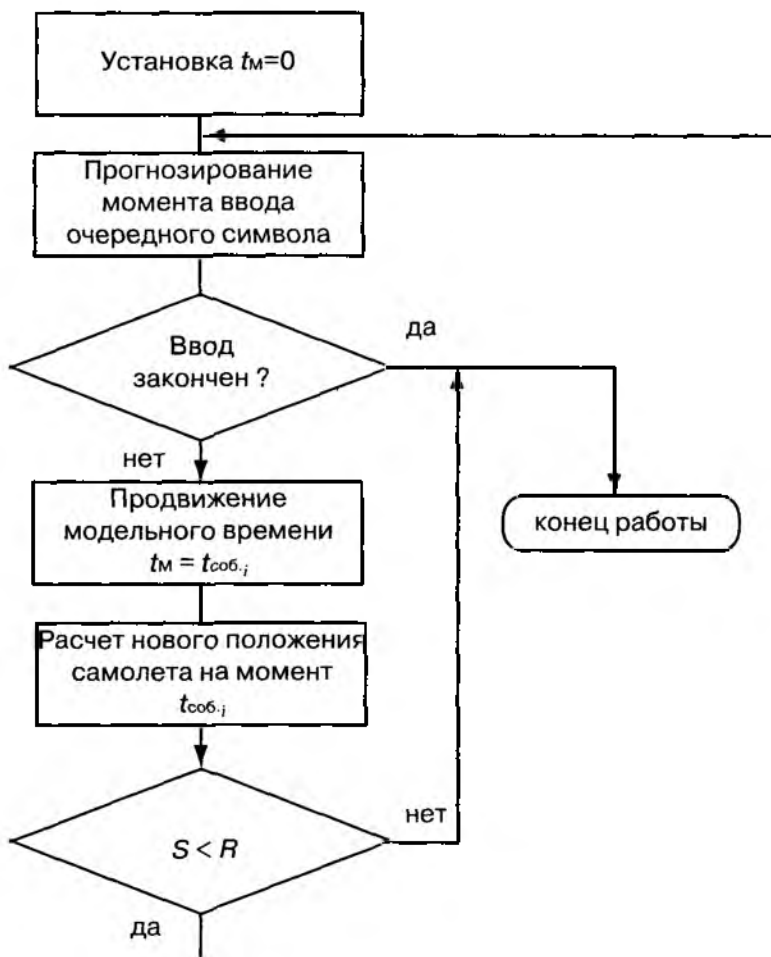 Установка tм=0
Прогнозирование
момента ввода
очередного символа
Ввод
закончен ?
да
нет
Продвижение
модельного времени
tм = tсоб.i
конец работы
Расчет нового положения
самолета на момент
tсоб.i
S < R
нет
да